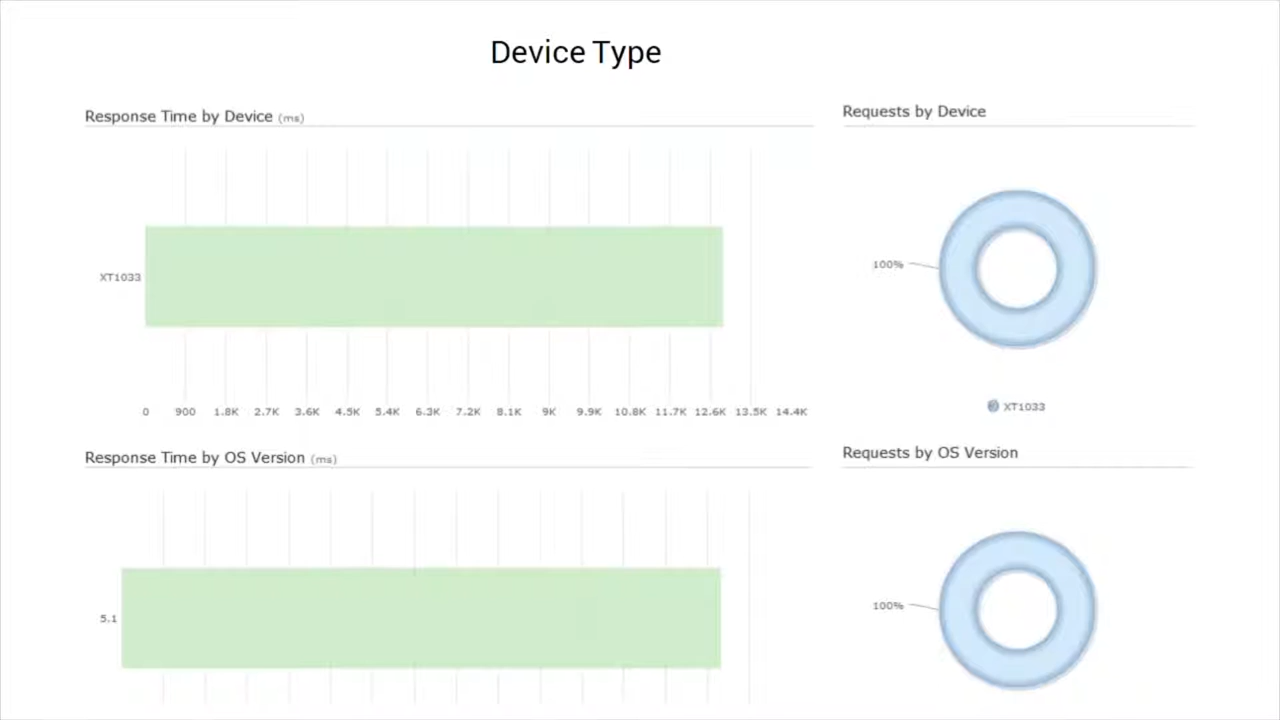 Device Type
Response Time by Device (ms)
Requests by Device
XT1033
100%
0 900 1.8K 2.7K 3.6K 4.5K 5.4K 6.3K 7.2K 8.1K 9K 9.9K 10.8K 11.7K 12.6K 13.5K 14.4K
XT1033
Response Time by OS Version (ms)
Requests by OS Version
5.1
100%